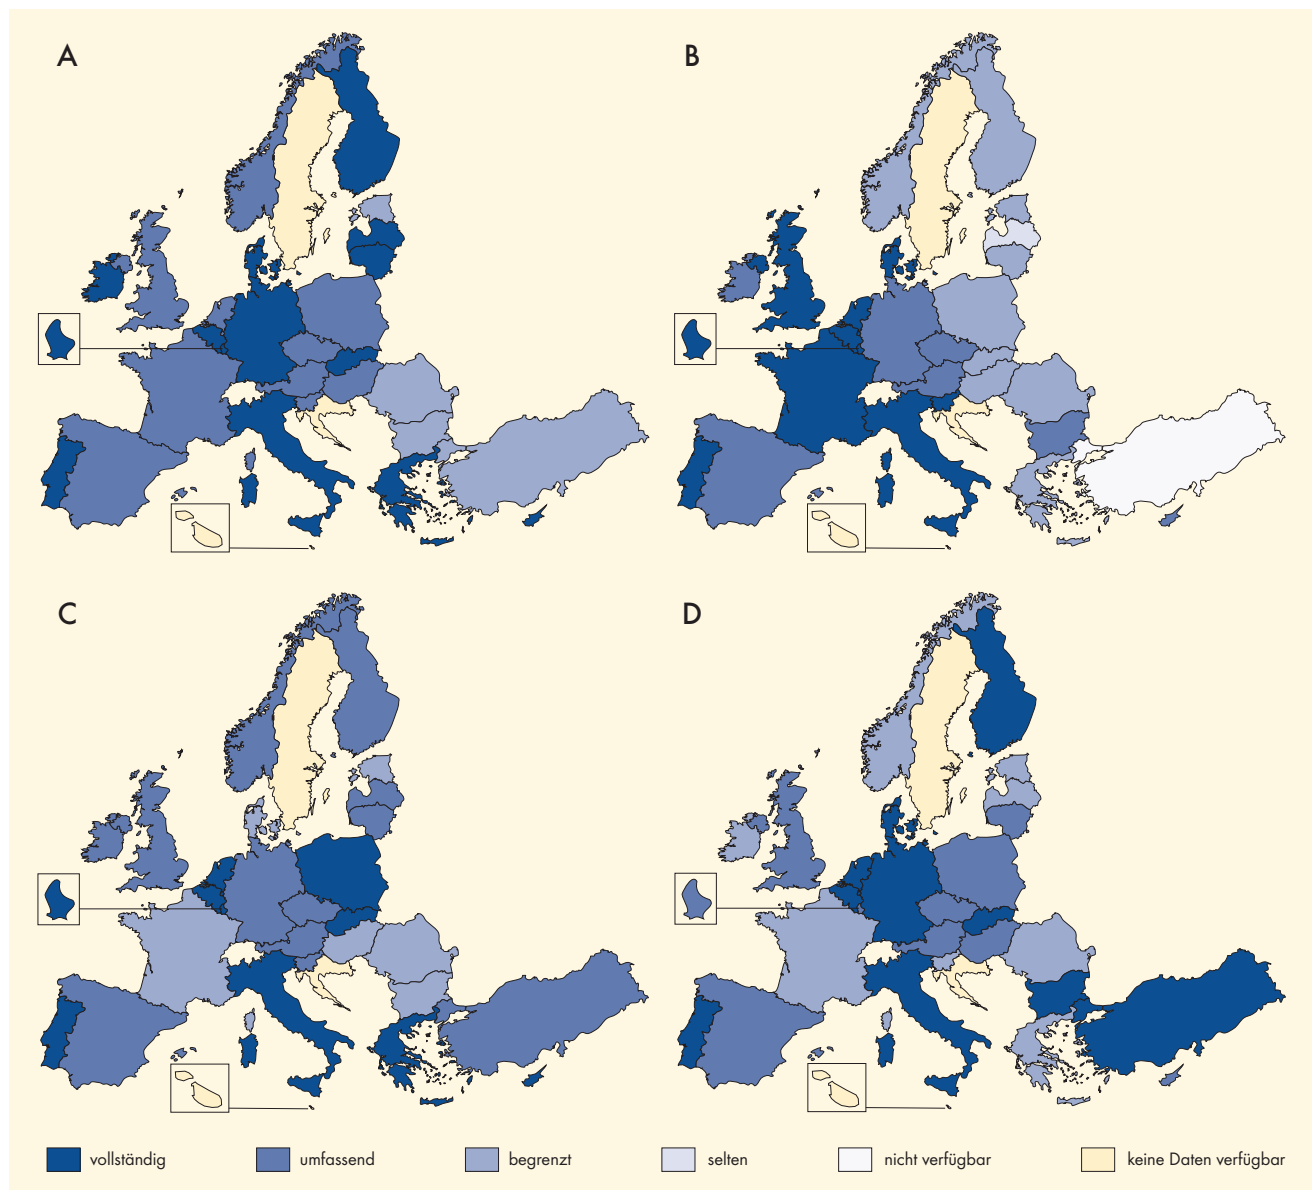 A
B
C
D
vollständig
umfassend
begrenzt
selten
nicht verfügbar
keine Daten verfügbar